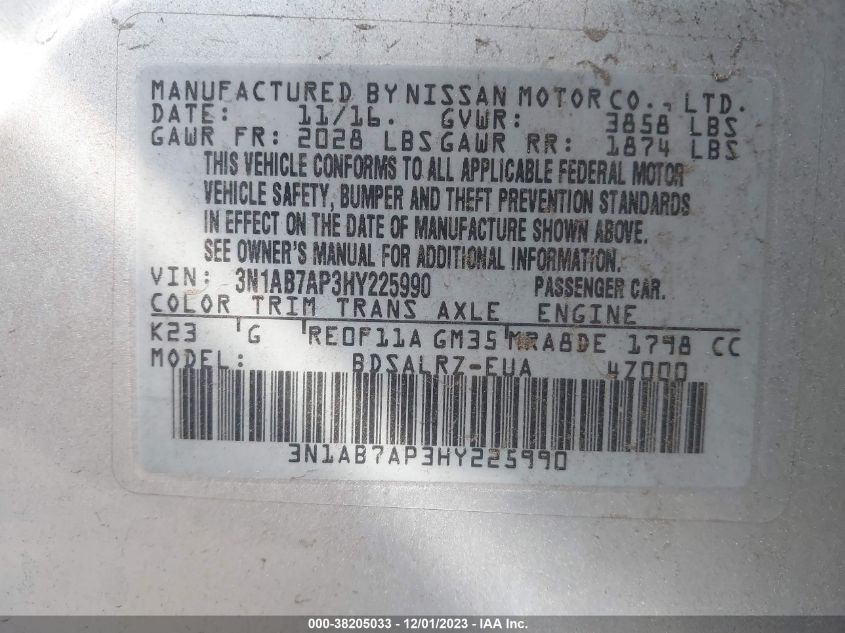 MANUFACTURED BY NISSAN MOTOR CO., LTD.
DATE: 11/16. GVWR: 3858 LBS
GAWR FR: 2028 LBS GAWR RR: 1874 LBS
THIS VEHICLE CONFORMS TO ALL APPLICABLE FEDERAL MOTOR
VEHICLE SAFETY, BUMPER AND THEFT PREVENTION STANDARDS
IN EFFECT ON THE DATE OF MANUFACTURE SHOWN ABOVE.
SEE OWNER'S MANUAL FOR ADDITIONAL INFORMATION.
VIN: 3N1AB7AP3HY225990 PASSENGER CAR.
COLOR TRIM TRANS AXLE ENGINE
K23 G RE0F11A GM35 MRA8DE 1798 CC
MODEL: BDSALRZ-EUA 4Z000
3N1AB7AP3HY225990
000-38205033 - 12/01/2023 - IAAI Inc.